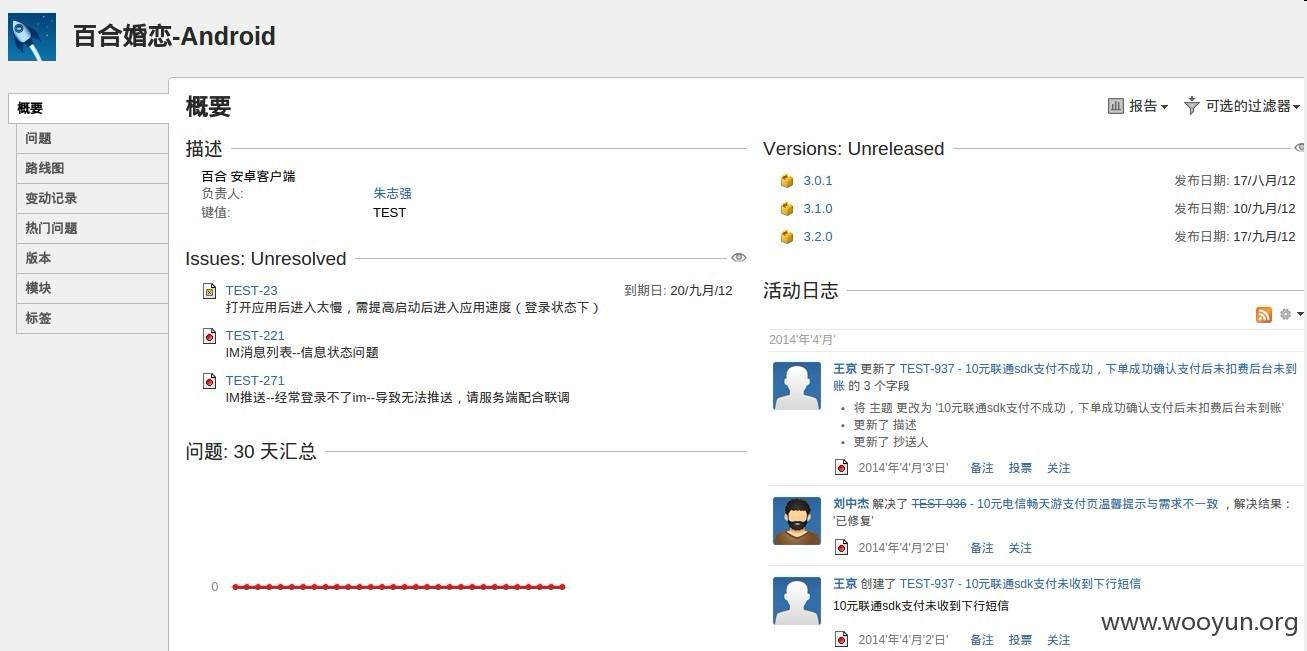 百合婚恋-Android
概要
问题
路线图
变动记录
热门问题
版本
模块
标签
概要
报告
可选的过滤器
描述
百合 安卓客户端
负责人: 朱志强
键值: TEST
Issues: Unresolved
TEST-23 到期日: 20/九月/12
打开应用后进入太慢，需提高启动后进入应用速度（登录状态下）
TEST-221
IM消息列表--信息状态问题
TEST-271
IM推送--经常登录不了im--导致无法推送，请服务端配合联调
问题: 30 天汇总
0
Versions: Unreleased
3.0.1 发布日期: 17/八月/12
3.1.0 发布日期: 10/九月/12
3.2.0 发布日期: 17/九月/12
活动日志
2014'年'4'月'
王京 更新了 TEST-937 - 10元联通sdk支付不成功，下单成功确认支付后未扣费后台未到
账 的 3 个字段
将 主题 更改为 '10元联通sdk支付不成功，下单成功确认支付后未扣费后台未到账'
更新了 描述
更新了 抄送人
2014'年'4'月'3'日' 备注 投票 关注
刘中杰 解决了 TEST-936 - 10元电信畅天游支付页温馨提示与需求不一致 ，解决结果：
'已修复'
2014'年'4'月'2'日' 备注 关注
王京 创建了 TEST-937 - 10元联通sdk支付未收到下行短信
10元联通sdk支付未收到下行短信
2014'年'4'月'2'日' 备注 投票 关注
www.wooyun.org